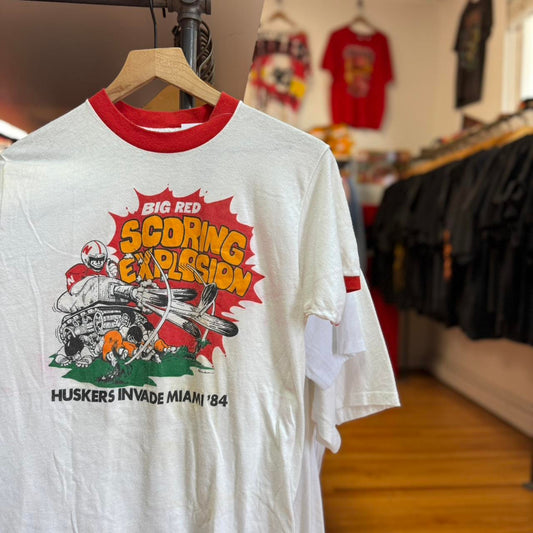 BIG RED
SCORING
EXPLOSION
HUSKERS INVADE MIAMI '84